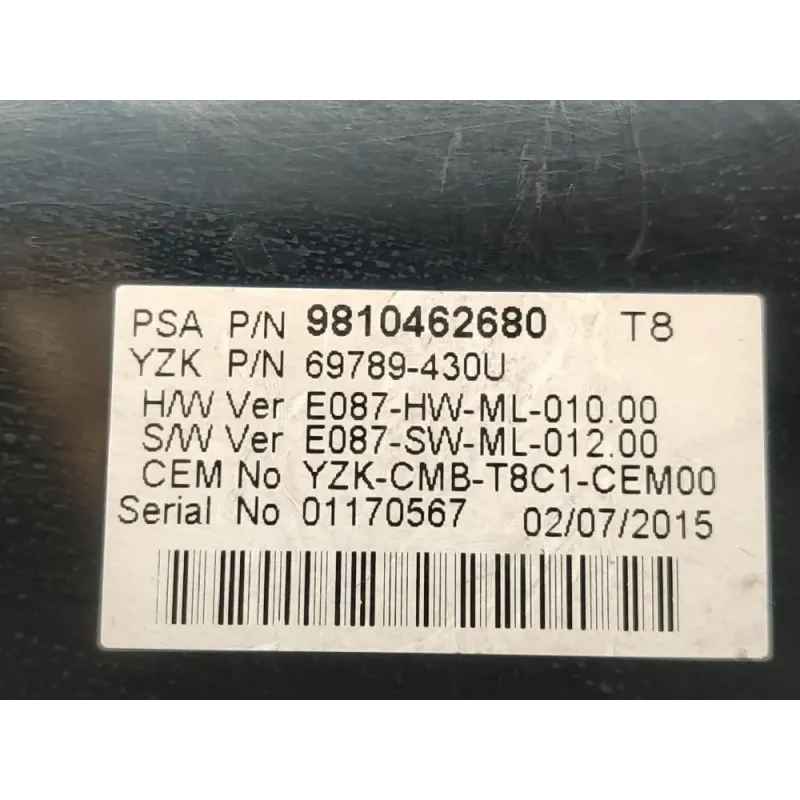 PSA P/N 9810462680 T8
YZK P/N 69789-430U
H/W Ver E087-HW-ML-010.00
S/W Ver E087-SW-ML-012.00
CEM No YZK-CMB-T8C1-CEM00
Serial No 01170567 02/07/2015